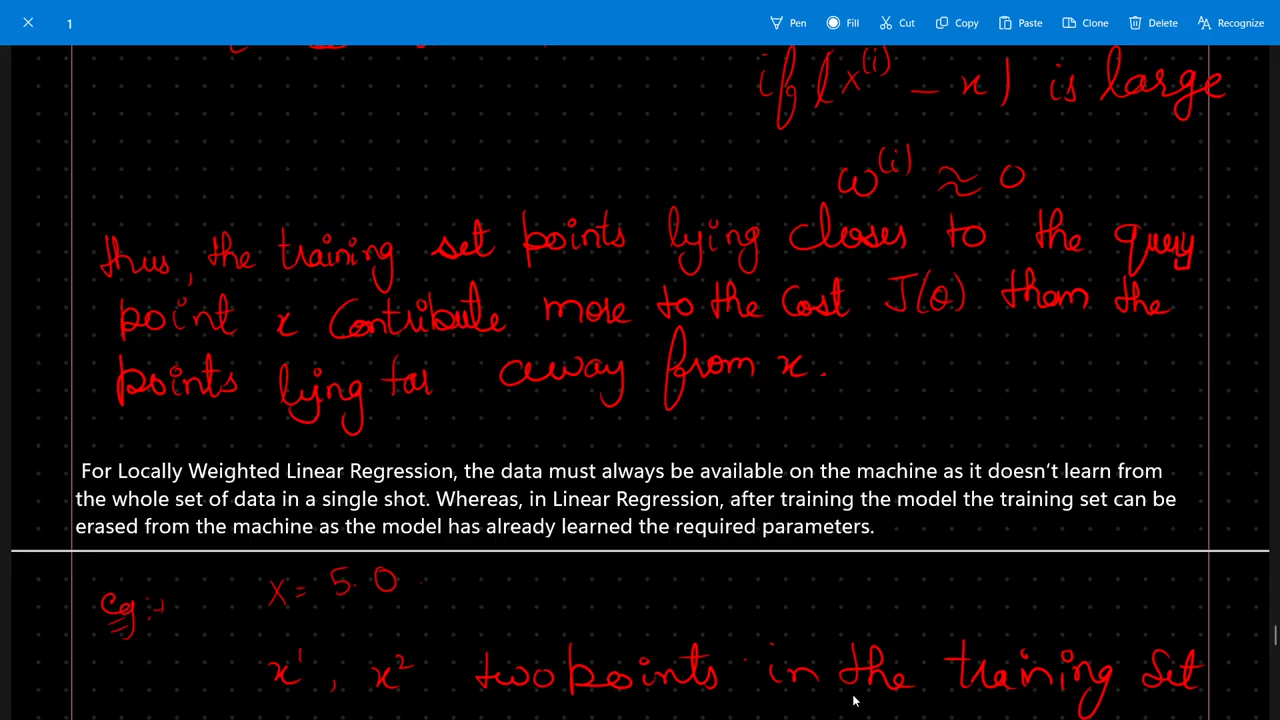 1
Pen Fill Cut Copy Paste Clone Delete Recognize
if |x^(i) - x| is large
w^(i) ≈ 0
thus, the training set points lying closer to the query
point x contribute more to the cost J(θ) than the
points lying far away from x.
For Locally Weighted Linear Regression, the data must always be available on the machine as it doesn’t learn from
the whole set of data in a single shot. Whereas, in Linear Regression, after training the model the training set can be
erased from the machine as the model has already learned the required parameters.
Eg :- x = 5.0
x¹, x² two points in the training set